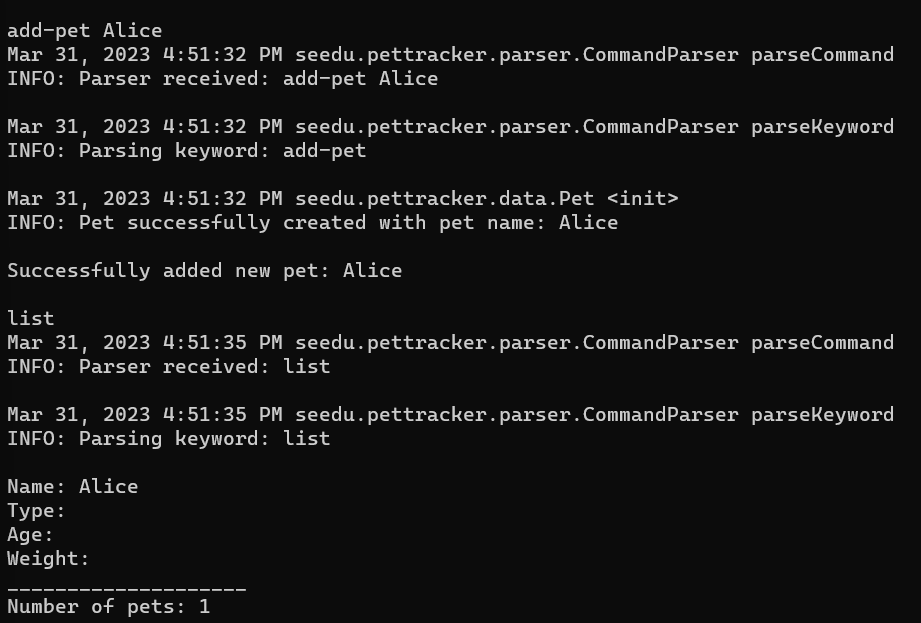 add-pet Alice
Mar 31, 2023 4:51:32 PM seedu.pettracker.parser.CommandParser parseCommand
INFO: Parser received: add-pet Alice
Mar 31, 2023 4:51:32 PM seedu.pettracker.parser.CommandParser parseKeyword
INFO: Parsing keyword: add-pet
Mar 31, 2023 4:51:32 PM seedu.pettracker.data.Pet <init>
INFO: Pet successfully created with pet name: Alice
Successfully added new pet: Alice
list
Mar 31, 2023 4:51:35 PM seedu.pettracker.parser.CommandParser parseCommand
INFO: Parser received: list
Mar 31, 2023 4:51:35 PM seedu.pettracker.parser.CommandParser parseKeyword
INFO: Parsing keyword: list
Name: Alice
Type:
Age:
Weight:
____________________
Number of pets: 1